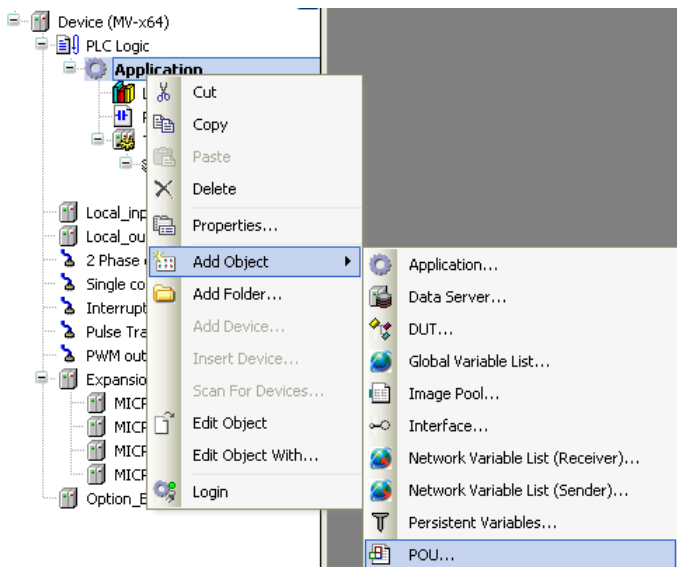 Device (MV-x64)
PLC Logic
Application
Cut
Copy
Paste
Delete
Properties...
Local_inp
Local_ou
2 Phase
Add Object
Application...
Single co
Add Folder...
Data Server...
Interrupt
Add Device...
DUT...
Pulse Tra
Insert Device...
Global Variable List...
PWM out
Scan For Devices...
Image Pool...
Expansio
Edit Object
Interface...
MICR
Edit Object With...
Network Variable List (Receiver)...
MICR
MICR
MICR
Login
Network Variable List (Sender)...
Option_E
Persistent Variables...
POU...